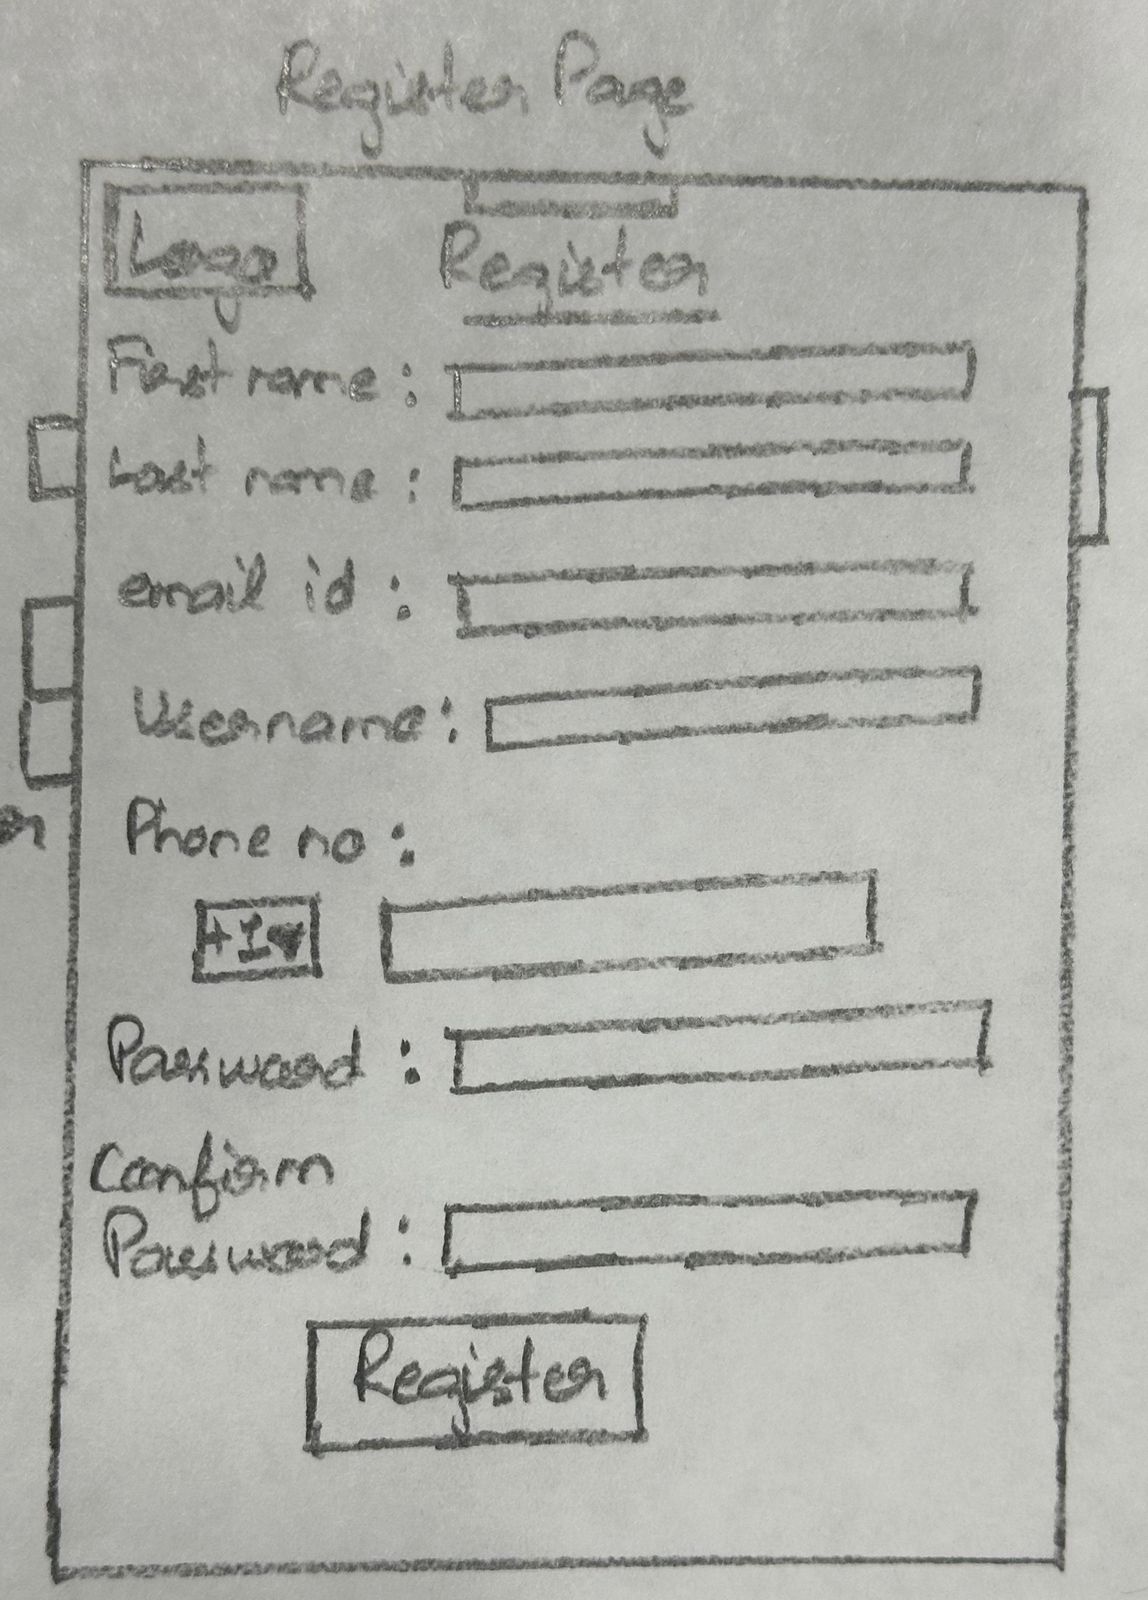 Register Page
Logo
Register
First name :
Last name :
email id :
Username :
Phone no :
+1
Password :
Confirm
Password :
Register